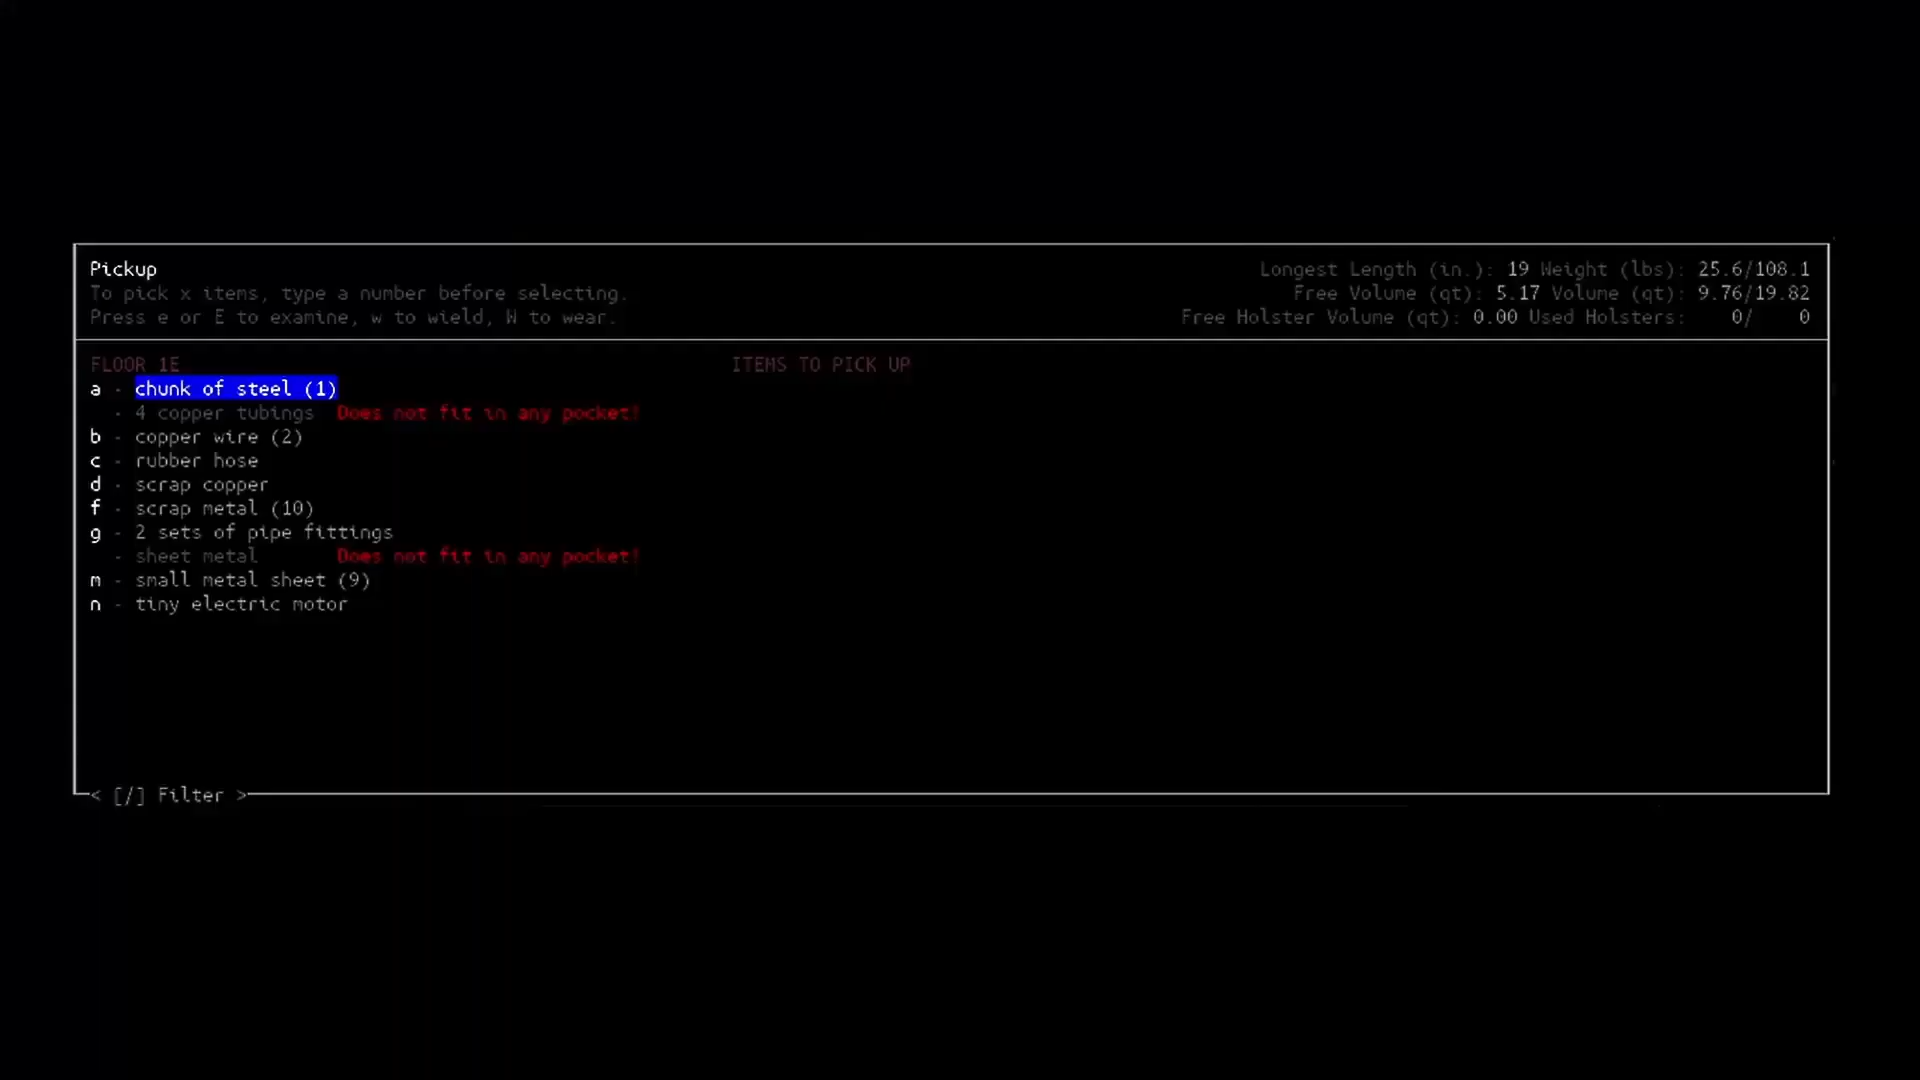 Pickup Longest Length (in.): 19 Weight (lbs): 25.6/108.1
To pick x items, type a number before selecting. Free Volume (qt): 5.17 Volume (qt): 9.76/19.82
Press e or E to examine, w to wield, W to wear. Free Holster Volume (qt): 0.00 Used Holsters: 0/ 0
FLOOR 1E ITEMS TO PICK UP
a - chunk of steel (1)
- 4 copper tubings Does not fit in any pocket!
b - copper wire (2)
c - rubber hose
d - scrap copper
f - scrap metal (10)
g - 2 sets of pipe fittings
- sheet metal Does not fit in any pocket!
m - small metal sheet (9)
n - tiny electric motor
< [/] Filter >